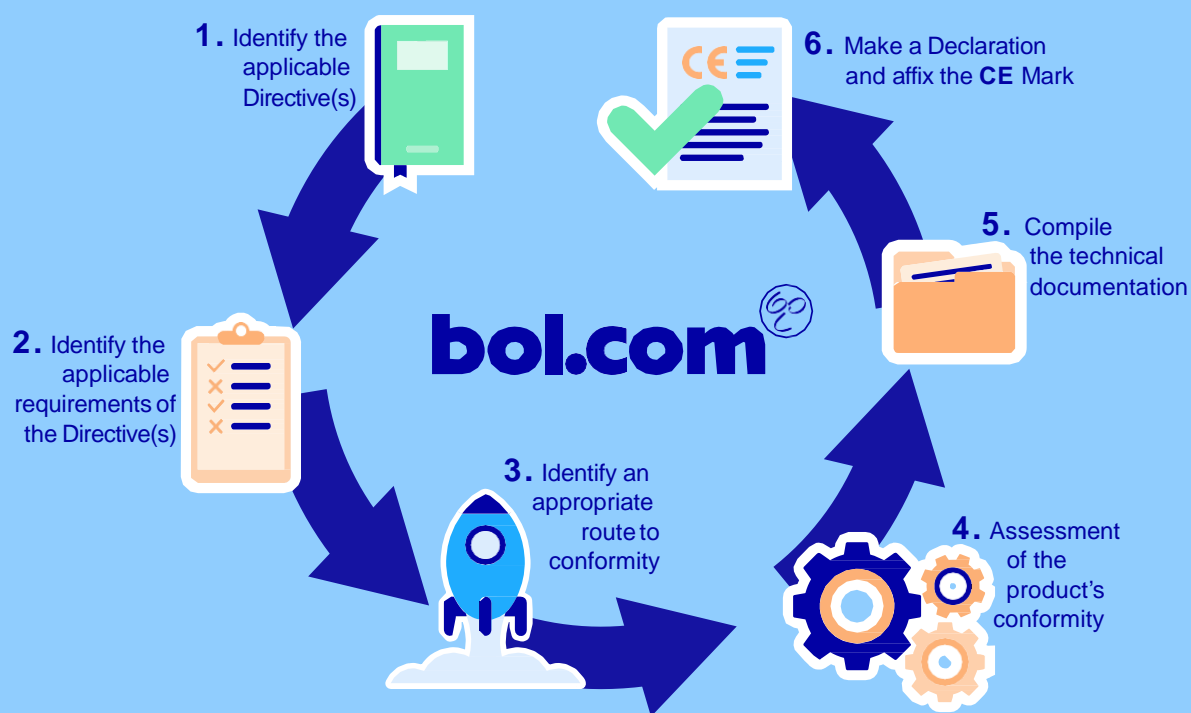 1. Identify the
applicable
Directive(s)
2. Identify the
applicable
requirements of
the Directive(s)
3. Identify an
appropriate
route to
conformity
4. Assessment
of the
product’s
conformity
5. Compile
the technical
documentation
6. Make a Declaration
and affix the CE Mark
CE
bol.com